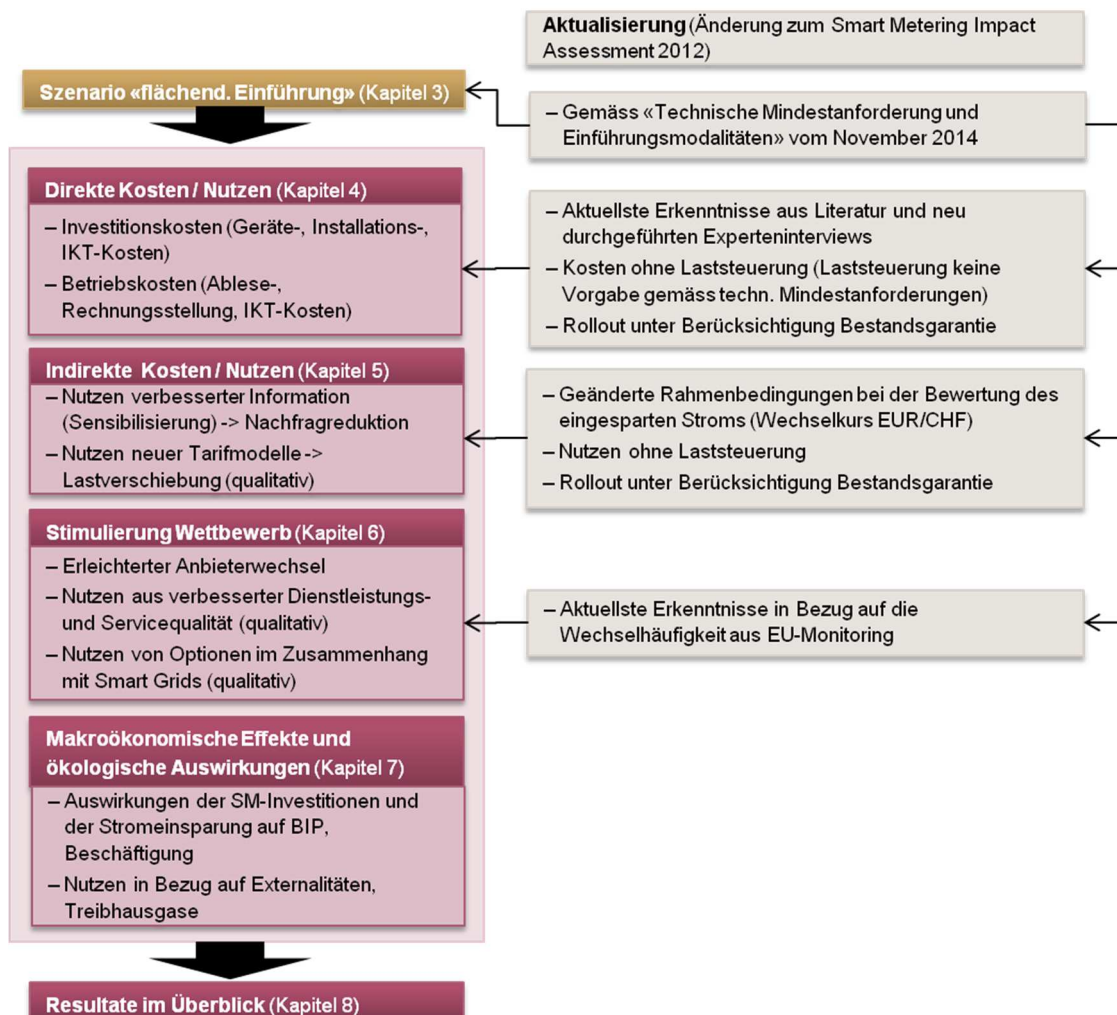 Aktualisierung (Änderung zum Smart Metering Impact
Assessment 2012)
Szenario «flächend. Einführung» (Kapitel 3)
– Gemäss «Technische Mindestanforderung und
Einführungsmodalitäten» vom November 2014
Direkte Kosten / Nutzen (Kapitel 4)
– Investitionskosten (Geräte-, Installations-,
IKT-Kosten)
– Betriebskosten (Ablese-,
Rechnungsstellung, IKT-Kosten)
– Aktuellste Erkenntnisse aus Literatur und neu
durchgeführten Experteninterviews
– Kosten ohne Laststeuerung (Laststeuerung keine
Vorgabe gemäss techn. Mindestanforderungen)
– Rollout unter Berücksichtigung Bestandsgarantie
Indirekte Kosten / Nutzen (Kapitel 5)
– Nutzen verbesserter Information
(Sensibilisierung) -> Nachfragreduktion
– Nutzen neuer Tarifmodelle ->
Lastverschiebung (qualitativ)
– Geänderte Rahmenbedingungen bei der Bewertung des
eingesparten Stroms (Wechselkurs EUR/CHF)
– Nutzen ohne Laststeuerung
– Rollout unter Berücksichtigung Bestandsgarantie
Stimulierung Wettbewerb (Kapitel 6)
– Erleichterter Anbieterwechsel
– Nutzen aus verbesserter Dienstleistungs-
und Servicequalität (qualitativ)
– Nutzen von Optionen im Zusammenhang
mit Smart Grids (qualitativ)
– Aktuellste Erkenntnisse in Bezug auf die
Wechselhäufigkeit aus EU-Monitoring
Makroökonomische Effekte und
ökologische Auswirkungen (Kapitel 7)
– Auswirkungen der SM-Investitionen und
der Stromeinsparung auf BIP,
Beschäftigung
– Nutzen in Bezug auf Externalitäten,
Treibhausgase
Resultate im Überblick (Kapitel 8)